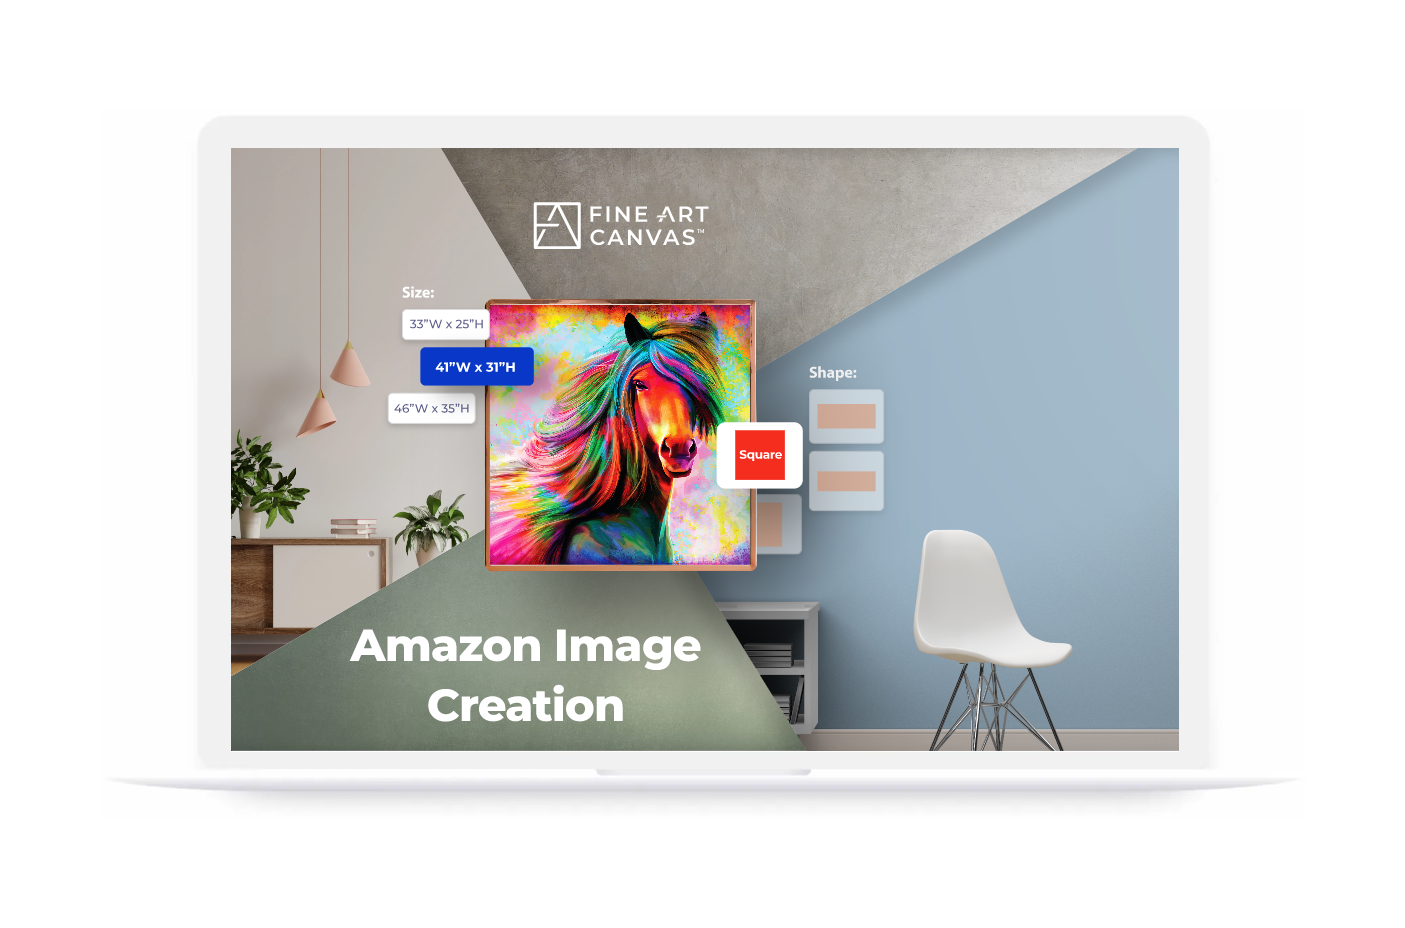 FINE ART
CANVAS™
Size:
33”W x 25”H
41”W x 31”H
46”W x 35”H
Shape:
Square
Amazon Image
Creation